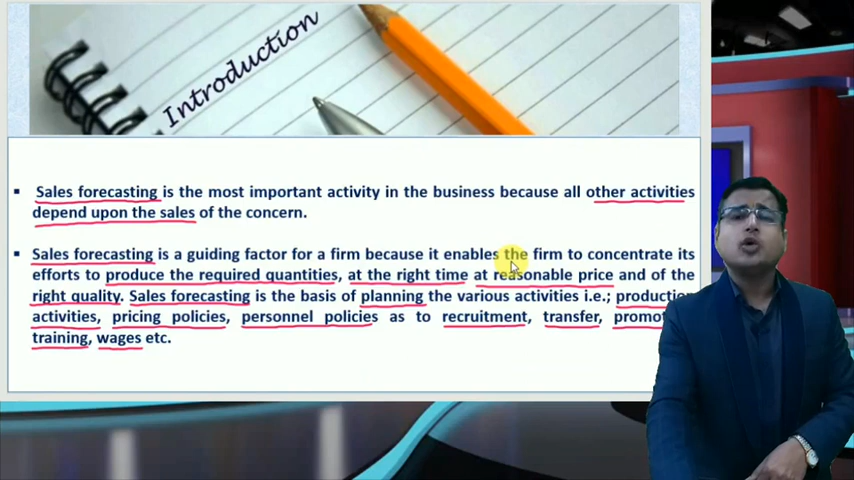 Introduction
▪ Sales forecasting is the most important activity in the business because all other activities
depend upon the sales of the concern.
▪ Sales forecasting is a guiding factor for a firm because it enables the firm to concentrate its
efforts to produce the required quantities, at the right time at reasonable price and of the
right quality. Sales forecasting is the basis of planning the various activities i.e.; production
activities, pricing policies, personnel policies as to recruitment, transfer,
training, wages etc.